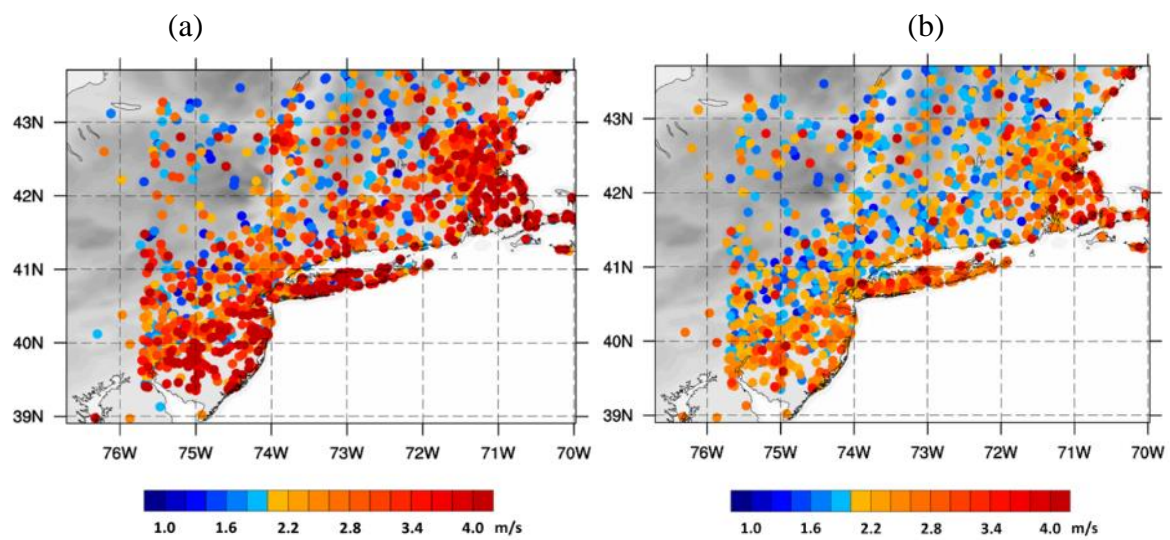 (a) (b)
43N 43N
42N 42N
41N 41N
40N 40N
39N 39N
76W 75W 74W 73W 72W 71W 70W 76W 75W 74W 73W 72W 71W 70W
1.0 1.6 2.2 2.8 3.4 4.0 m/s 1.0 1.6 2.2 2.8 3.4 4.0 m/s